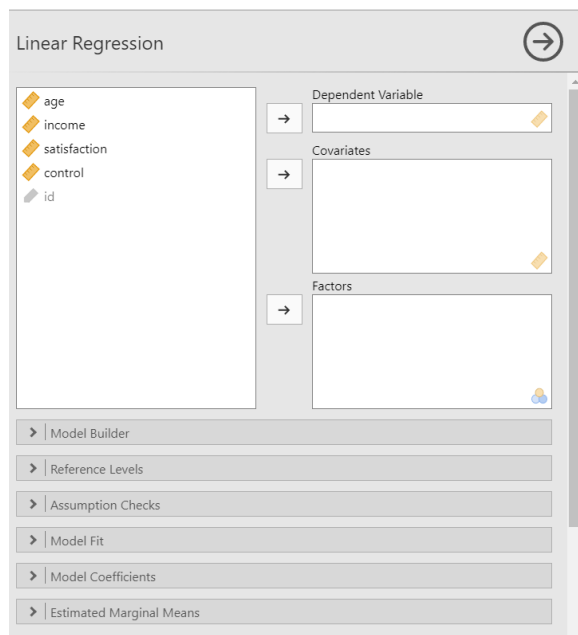 Linear Regression
age
income
satisfaction
control
id
Dependent Variable
Covariates
Factors
Model Builder
Reference Levels
Assumption Checks
Model Fit
Model Coefficients
Estimated Marginal Means